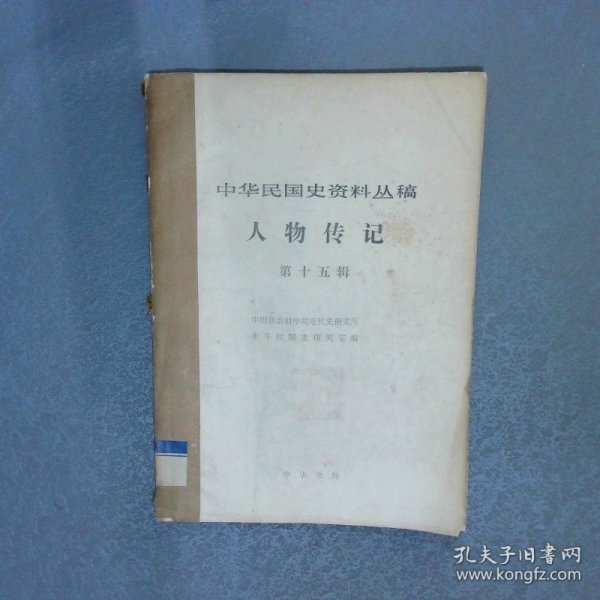 中华民国史资料丛稿
人物传记
第十五辑
中国社会科学院近代史研究所
中华民国史研究室编
中华书局
孔夫子旧书网
www.kongfz.com